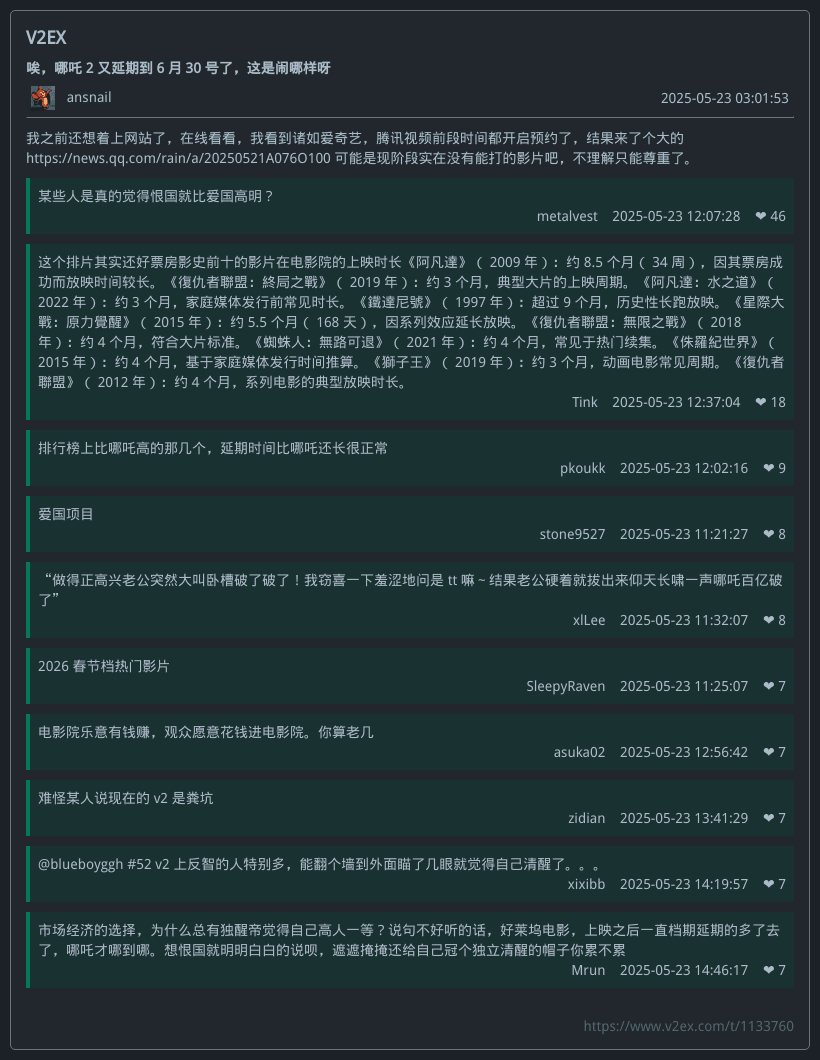 V2EX
唉，哪吒 2 又延期到 6 月 30 号了，这是闹哪样呀
ansnail 2025-05-23 03:01:53
我之前还想着上网站了，在线看看，我看到诸如爱奇艺，腾讯视频前段时间都开启预约了，结果来了个大的
https://news.qq.com/rain/a/20250521A076O100 可能是现阶段实在没有能打的影片吧，不理解只能尊重了。
某些人是真的觉得恨国就比爱国高明？
metalvest 2025-05-23 12:07:28 ❤ 46
这个排片其实还好票房影史前十的影片在电影院的上映时长《阿凡達》（ 2009 年）：约 8.5 个月（ 34 周），因其票房成
功而放映时间较长。《復仇者聯盟：終局之戰》（ 2019 年）：约 3 个月，典型大片的上映周期。《阿凡達：水之道》（
2022 年）：约 3 个月，家庭媒体发行前常见时长。《鐵達尼號》（ 1997 年）：超过 9 个月，历史性长跑放映。《星際大
戰：原力覺醒》（ 2015 年）：约 5.5 个月（ 168 天），因系列效应延长放映。《復仇者聯盟：無限之戰》（ 2018
年）：约 4 个月，符合大片标准。《蜘蛛人：無路可退》（ 2021 年）：约 4 个月，常见于热门续集。《侏羅紀世界》（
2015 年）：约 4 个月，基于家庭媒体发行时间推算。《獅子王》（ 2019 年）：约 3 个月，动画电影常见周期。《復仇者
聯盟》（ 2012 年）：约 4 个月，系列电影的典型放映时长。
Tink 2025-05-23 12:37:04 ❤ 18
排行榜上比哪吒高的那几个，延期时间比哪吒还长很正常
pkoukk 2025-05-23 12:02:16 ❤ 9
爱国项目
stone9527 2025-05-23 11:21:27 ❤ 8
“做得正高兴老公突然大叫卧槽破了破了！我窃喜一下羞涩地问是 tt 嘛 ~ 结果老公硬着就拔出来仰天长啸一声哪吒百亿破
了”
xlLee 2025-05-23 11:32:07 ❤ 8
2026 春节档热门影片
SleepyRaven 2025-05-23 11:25:07 ❤ 7
电影院乐意有钱赚，观众愿意花钱进电影院。你算老几
asuka02 2025-05-23 12:56:42 ❤ 7
难怪某人说现在的 v2 是粪坑
zidian 2025-05-23 13:41:29 ❤ 7
@blueboyggh #52 v2 上反智的人特别多，能翻个墙到外面瞄了几眼就觉得自己清醒了。。。
xixibb 2025-05-23 14:19:57 ❤ 7
市场经济的选择，为什么总有独醒帝觉得自己高人一等？说句不好听的话，好莱坞电影，上映之后一直档期延期的多了去
了，哪吒才哪到哪。想恨国就明明白白的说呗，遮遮掩掩还给自己冠个独立清醒的帽子你累不累
Mrun 2025-05-23 14:46:17 ❤ 7
https://www.v2ex.com/t/1133760